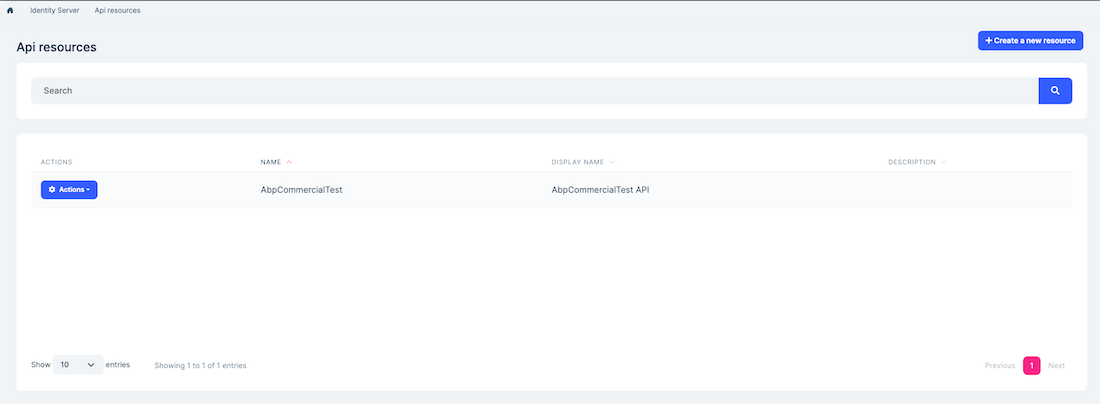 Identity Server Api resources
Api resources
Create a new resource
Search
ACTIONS NAME DISPLAY NAME DESCRIPTION
Actions AbpCommercialTest AbpCommercialTest API
Show 10 entries Showing 1 to 1 of 1 entries Previous 1 Next